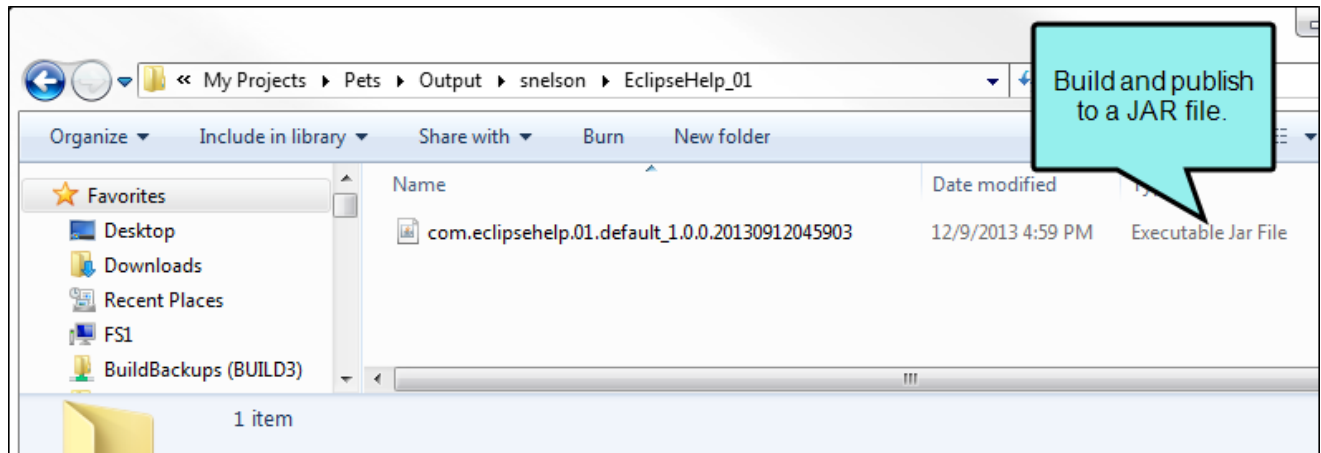 « My Projects ▸ Pets ▸ Output ▸ snelson ▸ EclipseHelp_01
Build and publish
to a JAR file.
Organize ▾ Include in library ▾ Share with ▾ Burn New folder
Favorites
Name Date modified
Desktop
com.eclipsehelp.01.default_1.0.0.20130912045903 12/9/2013 4:59 PM Executable Jar File
Downloads
Recent Places
FS1
BuildBackups (BUILD3)
1 item